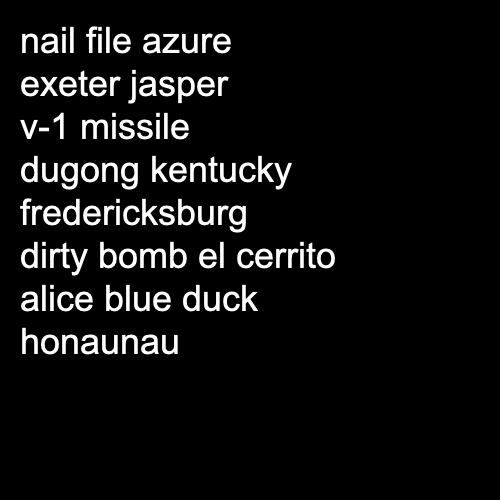 nail file azure
exeter jasper
v-1 missile
dugong kentucky
fredericksburg
dirty bomb el cerrito
alice blue duck
honaunau